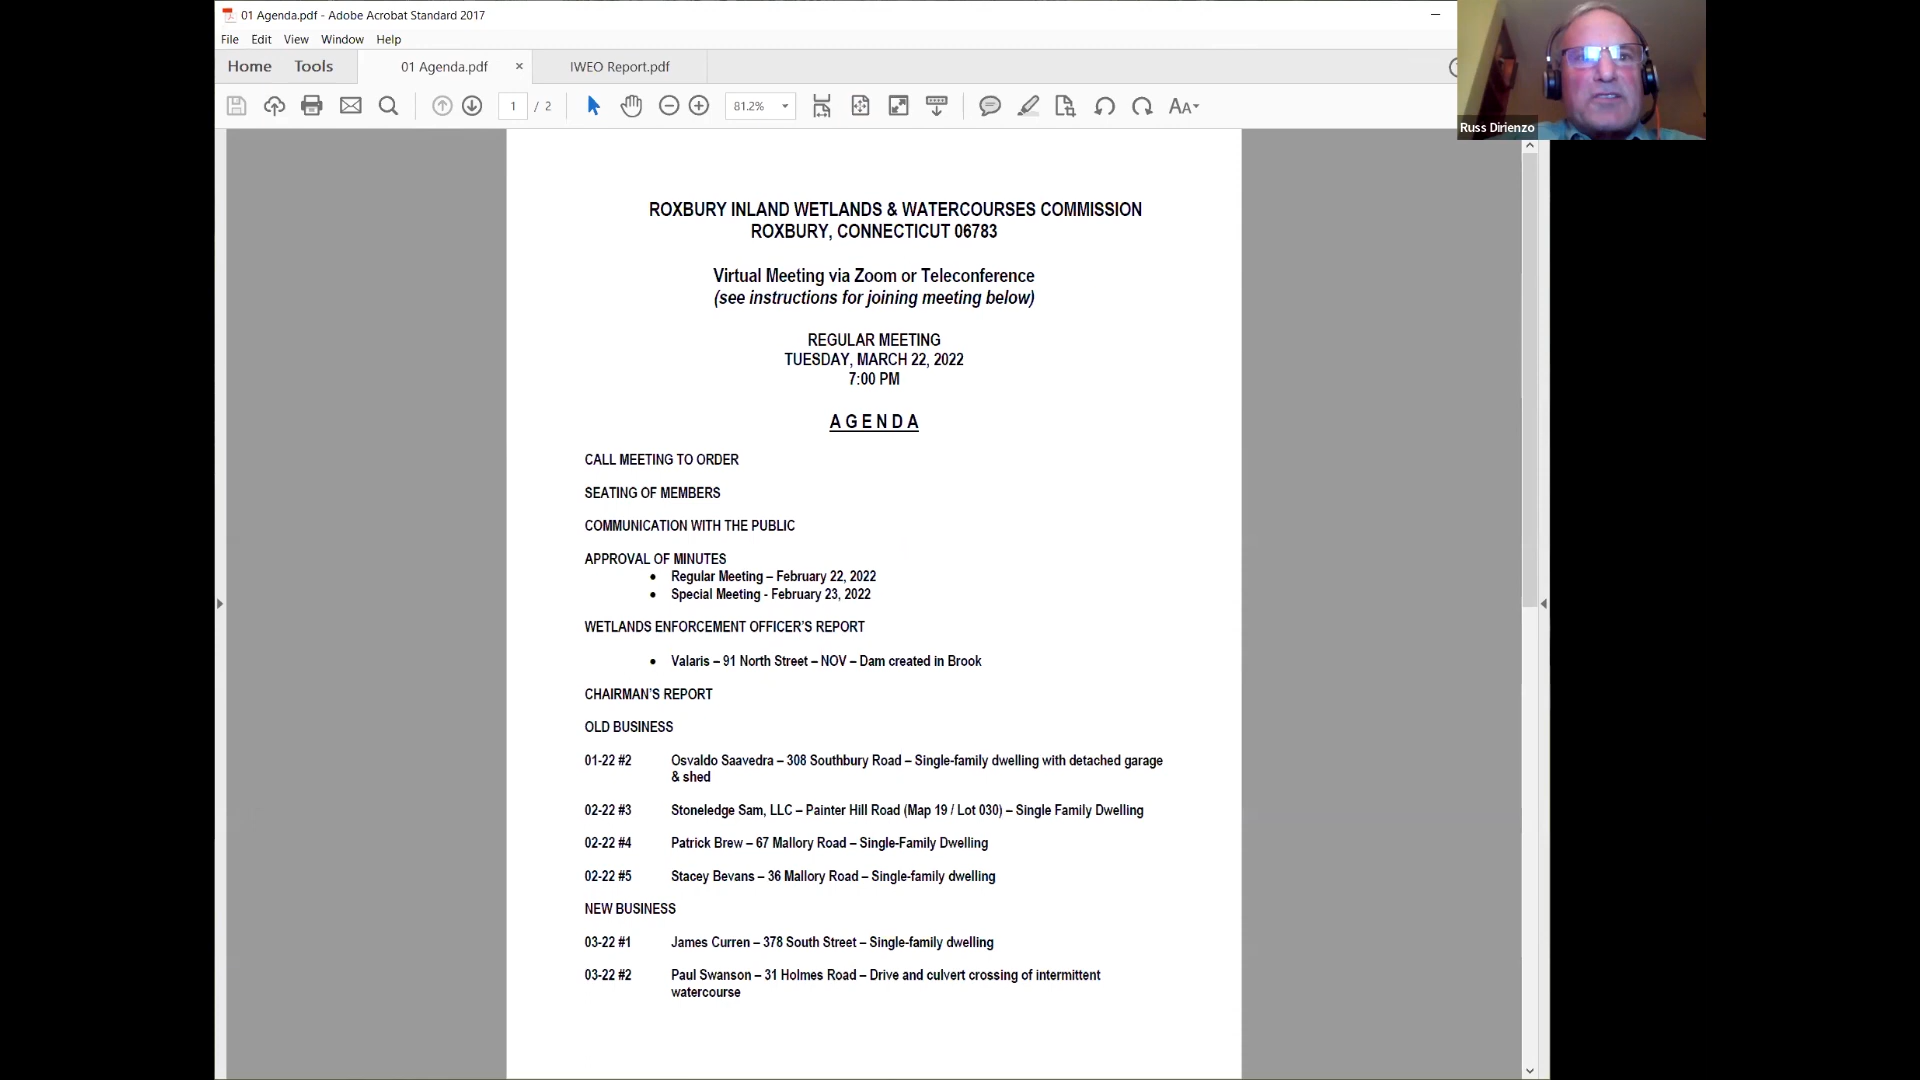 01 Agenda.pdf - Adobe Acrobat Standard 2017
File Edit View Window Help
Home Tools 01 Agenda.pdf × IWEO Report.pdf
1 / 2 81.2%
Russ Dirienzo
ROXBURY INLAND WETLANDS & WATERCOURSES COMMISSION
ROXBURY, CONNECTICUT 06783
Virtual Meeting via Zoom or Teleconference
(see instructions for joining meeting below)
REGULAR MEETING
TUESDAY, MARCH 22, 2022
7:00 PM
A G E N D A
CALL MEETING TO ORDER
SEATING OF MEMBERS
COMMUNICATION WITH THE PUBLIC
APPROVAL OF MINUTES
• Regular Meeting – February 22, 2022
• Special Meeting - February 23, 2022
WETLANDS ENFORCEMENT OFFICER'S REPORT
• Valaris – 91 North Street – NOV – Dam created in Brook
CHAIRMAN'S REPORT
OLD BUSINESS
01-22 #2 Osvaldo Saavedra – 308 Southbury Road – Single-family dwelling with detached garage
& shed
02-22 #3 Stoneledge Sam, LLC – Painter Hill Road (Map 19 / Lot 030) – Single Family Dwelling
02-22 #4 Patrick Brew – 67 Mallory Road – Single-Family Dwelling
02-22 #5 Stacey Bevans – 36 Mallory Road – Single-family dwelling
NEW BUSINESS
03-22 #1 James Curren – 378 South Street – Single-family dwelling
03-22 #2 Paul Swanson – 31 Holmes Road – Drive and culvert crossing of intermittent
watercourse